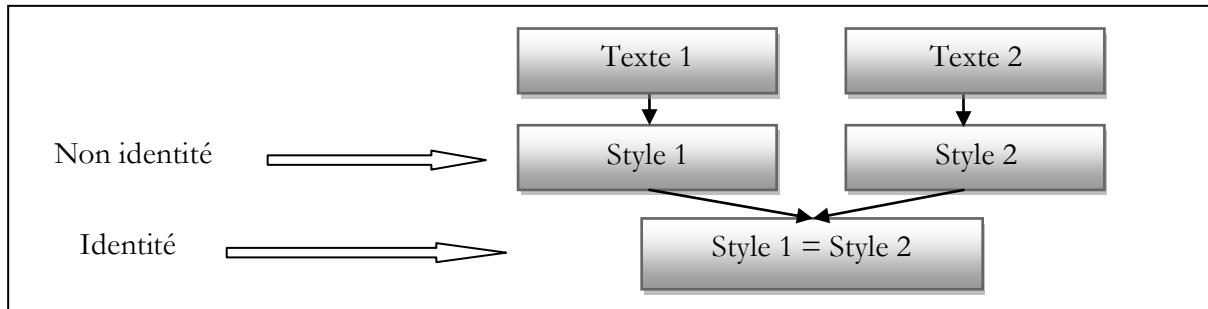 Texte 1 Texte 2
Non identité Style 1 Style 2
Identité Style 1 = Style 2